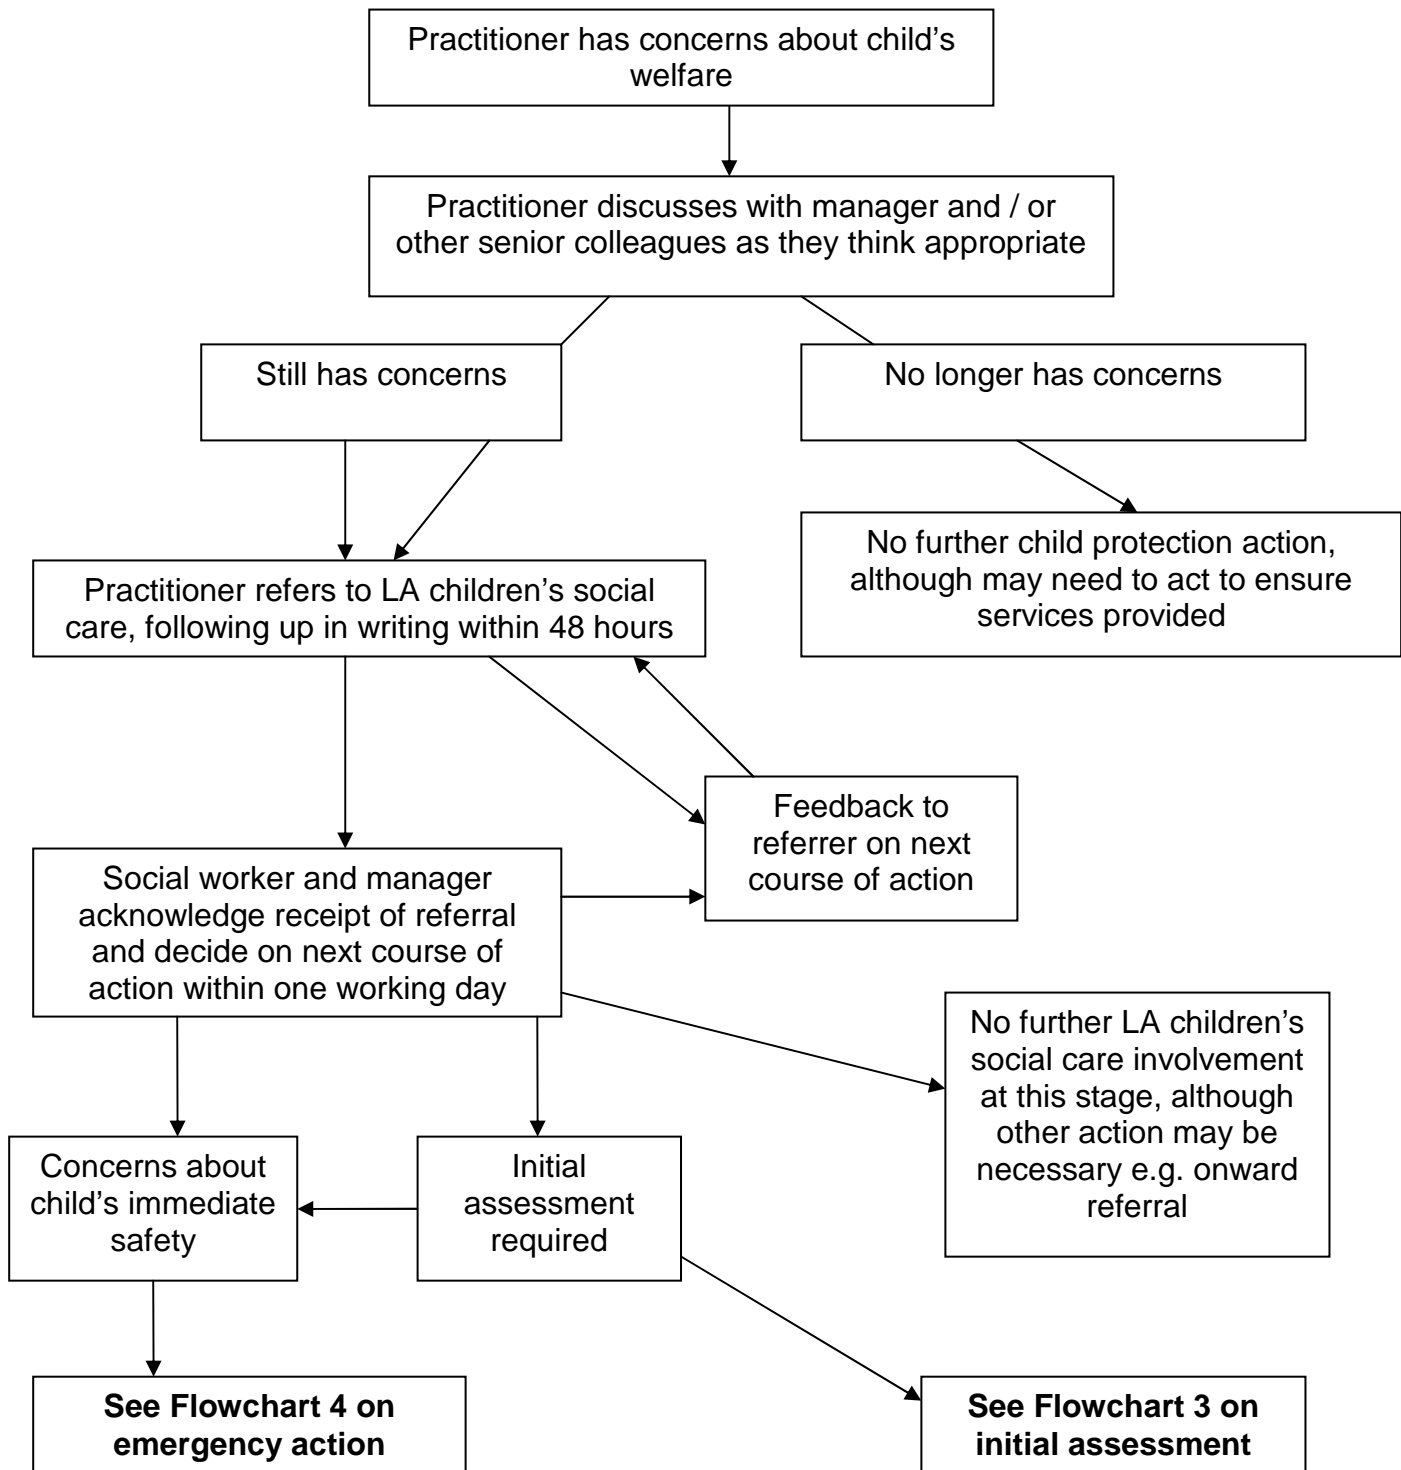 Practitioner has concerns about child’s
welfare
Practitioner discusses with manager and / or
other senior colleagues as they think appropriate
Still has concerns
No longer has concerns
No further child protection action,
although may need to act to ensure
services provided
Practitioner refers to LA children’s social
care, following up in writing within 48 hours
Feedback to
referrer on next
course of action
Social worker and manager
acknowledge receipt of referral
and decide on next course of
action within one working day
No further LA children’s
social care involvement
at this stage, although
other action may be
necessary e.g. onward
referral
Concerns about
child’s immediate
safety
Initial
assessment
required
See Flowchart 4 on
emergency action
See Flowchart 3 on
initial assessment